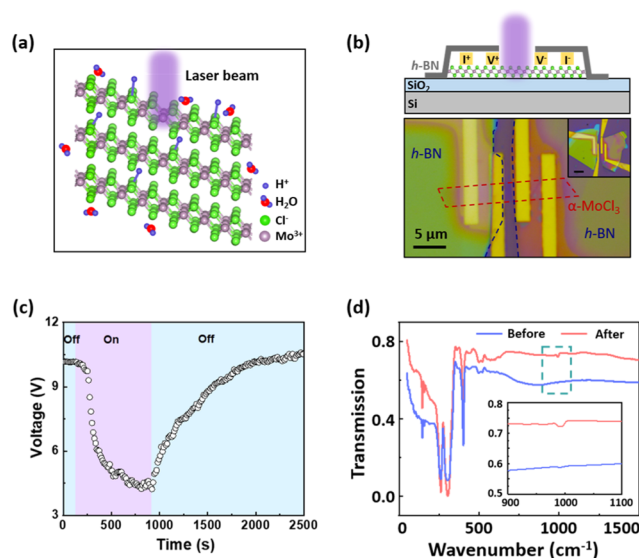 (a)
Laser beam
H⁺
H₂O
Cl⁻
Mo³⁺
(b)
h-BN
I⁺ V⁺ V⁻ I⁻
SiO₂
Si
h-BN
α-MoCl₃
h-BN
5 μm
(c)
Off On Off
Voltage (V)
12
9
6
3
0 500 1000 1500 2000 2500
Time (s)
(d)
Before After
Transmission
0.8
0.4
0.0
0.8
0.7
0.6
0.5
900 1000 1100
0 500 1000 1500
Wavenumber (cm⁻¹)